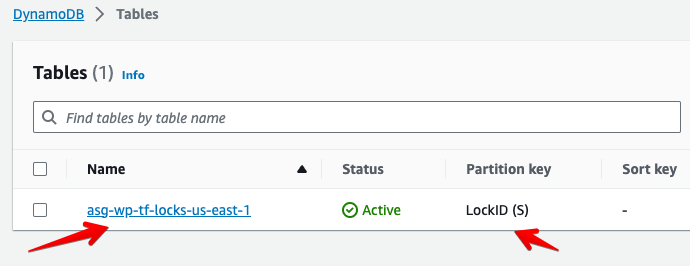 DynamoDB > Tables
Tables (1) Info
Find tables by table name
Name Status Partition key Sort key
asg-wp-tf-locks-us-east-1 Active LockID (S) -